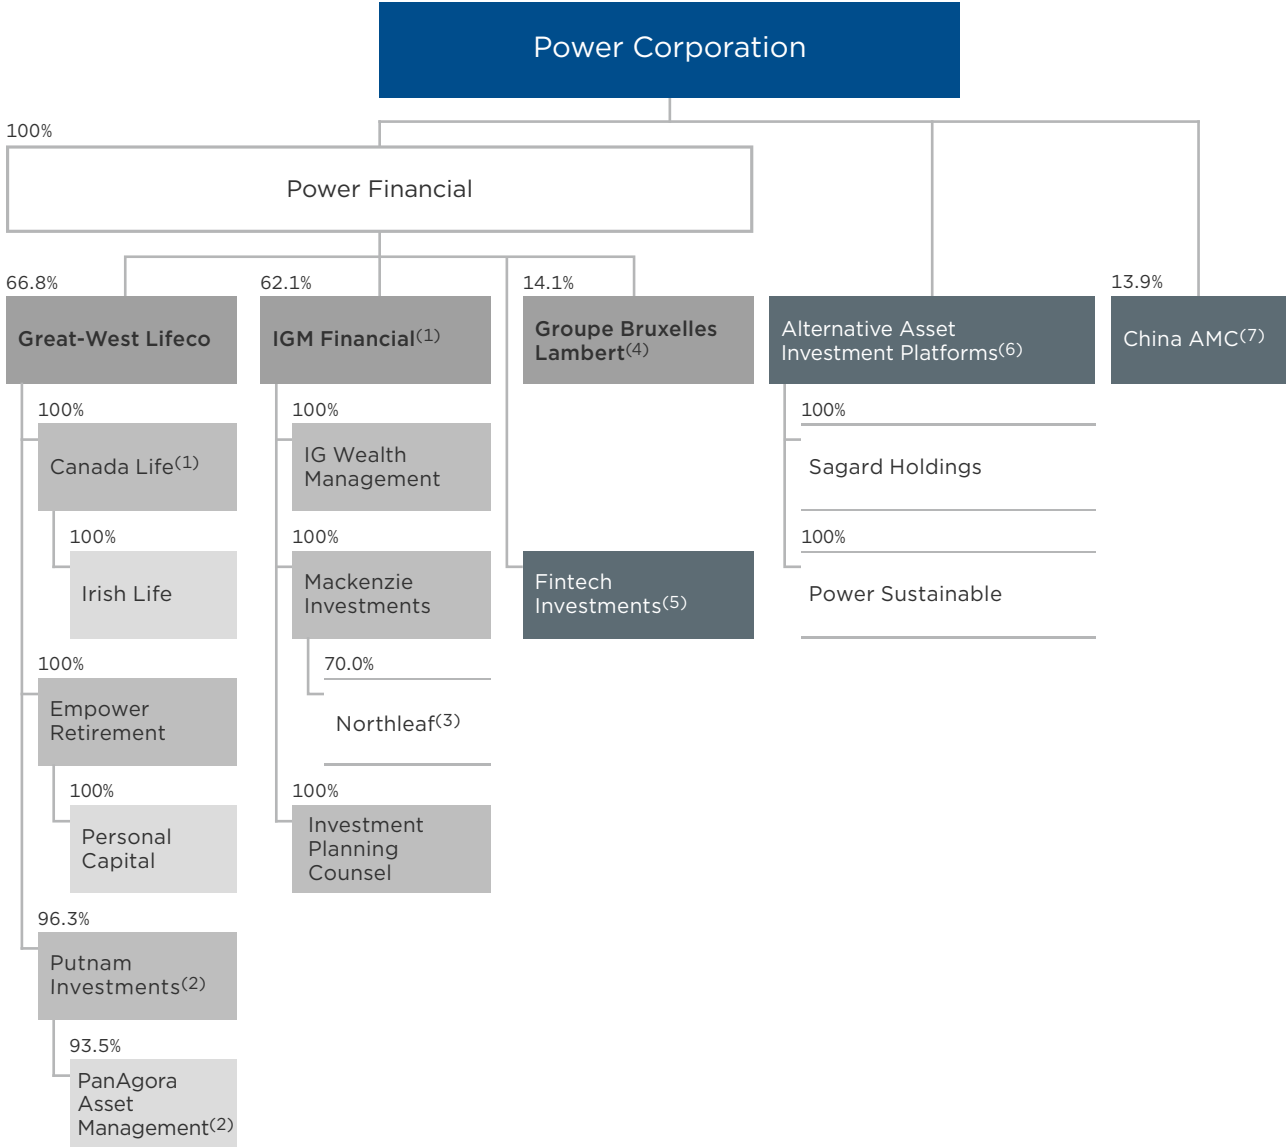 Power Corporation
100%
Power Financial
66.8%
Great-West Lifeco
100%
Canada Life(1)
100%
Irish Life
100%
Empower
Retirement
100%
Personal
Capital
96.3%
Putnam
Investments(2)
93.5%
PanAgora
Asset
Management(2)
62.1%
IGM Financial(1)
100%
IG Wealth
Management
100%
Mackenzie
Investments
70.0%
Northleaf(3)
100%
Investment
Planning
Counsel
14.1%
Groupe Bruxelles
Lambert(4)
Fintech
Investments(5)
Alternative Asset
Investment Platforms(6)
100%
Sagard Holdings
100%
Power Sustainable
13.9%
China AMC(7)